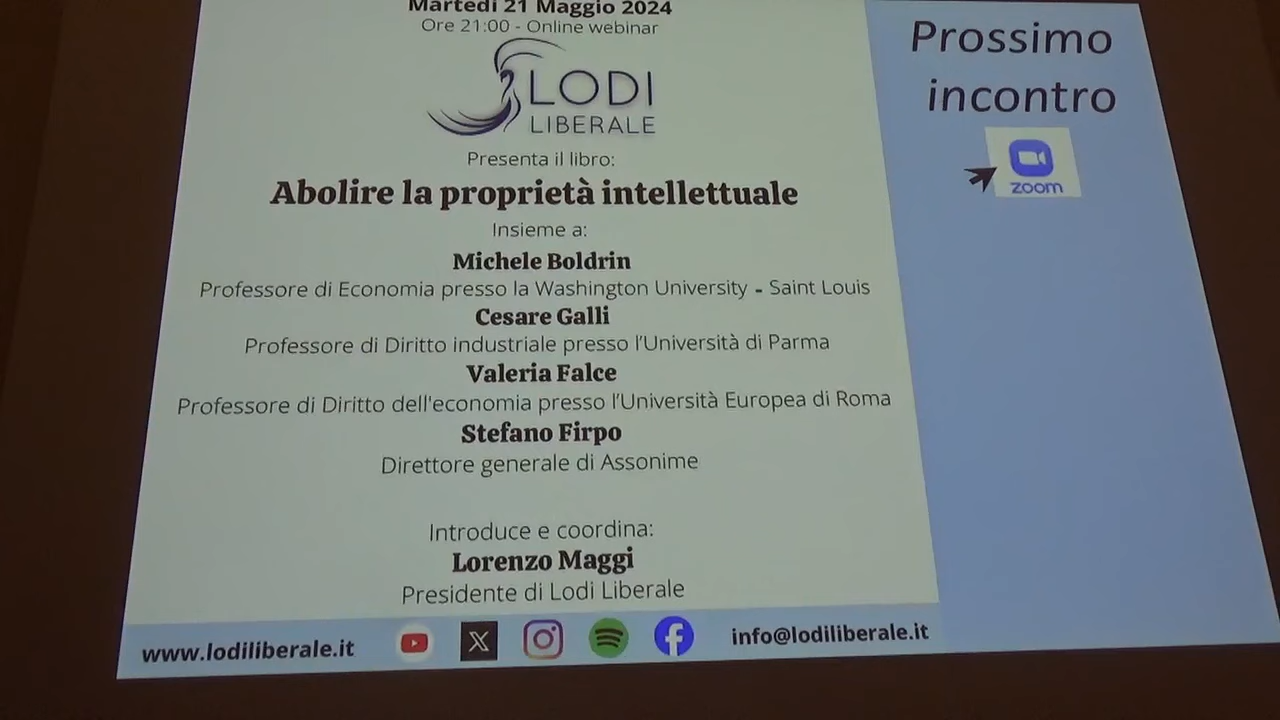 Martedì 21 Maggio 2024
Ore 21:00 - Online webinar
LODI
LIBERALE
Presenta il libro:
Abolire la proprietà intellettuale
Insieme a:
Michele Boldrin
Professore di Economia presso la Washington University - Saint Louis
Cesare Galli
Professore di Diritto industriale presso l'Università di Parma
Valeria Falce
Professore di Diritto dell'economia presso l'Università Europea di Roma
Stefano Firpo
Direttore generale di Assonime
Introduce e coordina:
Lorenzo Maggi
Presidente di Lodi Liberale
www.lodiliberale.it
info@lodiliberale.it
Prossimo
incontro
zoom